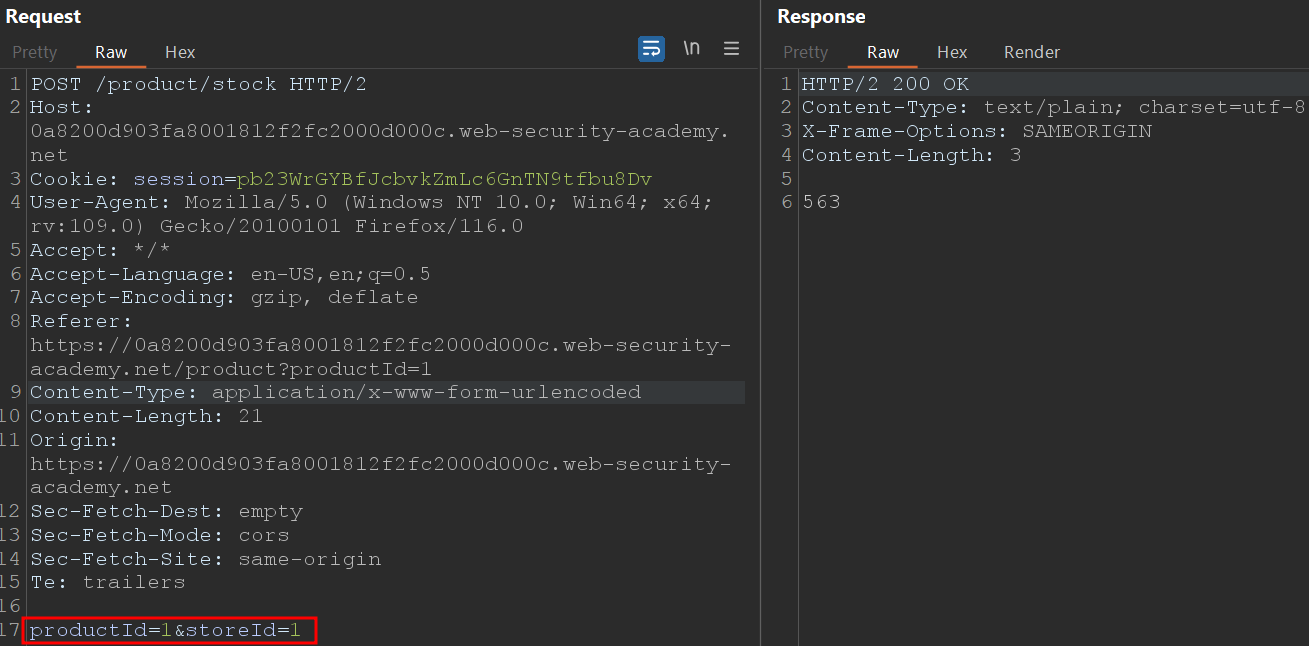 Request
Pretty Raw Hex \n
1 POST /product/stock HTTP/2
2 Host:
0a8200d903fa8001812f2fc2000d000c.web-security-academy.
net
3 Cookie: session=pb23WrGYBfJcbvkZmLc6GnTN9tfbu8Dv
4 User-Agent: Mozilla/5.0 (Windows NT 10.0; Win64; x64;
rv:109.0) Gecko/20100101 Firefox/116.0
5 Accept: */*
6 Accept-Language: en-US,en;q=0.5
7 Accept-Encoding: gzip, deflate
8 Referer:
https://0a8200d903fa8001812f2fc2000d000c.web-security-
academy.net/product?productId=1
9 Content-Type: application/x-www-form-urlencoded
10 Content-Length: 21
11 Origin:
https://0a8200d903fa8001812f2fc2000d000c.web-security-
academy.net
12 Sec-Fetch-Dest: empty
13 Sec-Fetch-Mode: cors
14 Sec-Fetch-Site: same-origin
15 Te: trailers
16
17 productId=1&storeId=1
Response
Pretty Raw Hex Render
1 HTTP/2 200 OK
2 Content-Type: text/plain; charset=utf-8
3 X-Frame-Options: SAMEORIGIN
4 Content-Length: 3
5
6 563